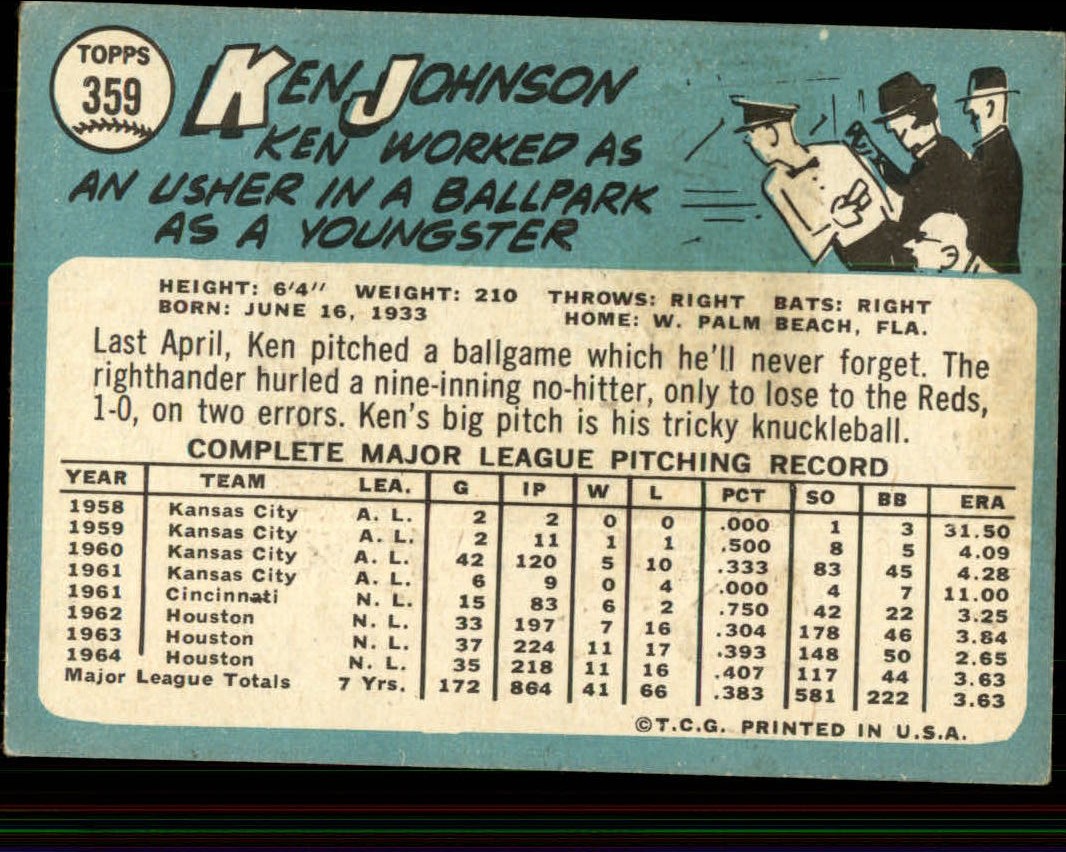 TOPPS
359
KEN JOHNSON
KEN WORKED AS
AN USHER IN A BALLPARK
AS A YOUNGSTER
HEIGHT: 6'4" WEIGHT: 210 THROWS: RIGHT BATS: RIGHT
BORN: JUNE 16, 1933 HOME: W. PALM BEACH, FLA.
Last April, Ken pitched a ballgame which he'll never forget. The
righthander hurled a nine-inning no-hitter, only to lose to the Reds,
1-0, on two errors. Ken's big pitch is his tricky knuckleball.
COMPLETE MAJOR LEAGUE PITCHING RECORD
YEAR TEAM LEA. G IP W L PCT SO BB ERA
1958 Kansas City A. L. 2 2 0 0 .000 1 3 31.50
1959 Kansas City A. L. 2 11 1 1 .500 8 5 4.09
1960 Kansas City A. L. 42 120 5 10 .333 83 45 4.28
1961 Kansas City A. L. 6 9 0 4 .000 4 7 11.00
1961 Cincinnati N. L. 15 83 6 2 .750 42 22 3.25
1962 Houston N. L. 33 197 7 16 .304 178 46 3.84
1963 Houston N. L. 37 224 11 17 .393 148 50 2.65
1964 Houston N. L. 35 218 11 16 .407 117 44 3.63
Major League Totals 7 Yrs. 172 864 41 66 .383 581 222 3.63
©T.C.G. PRINTED IN U.S.A.